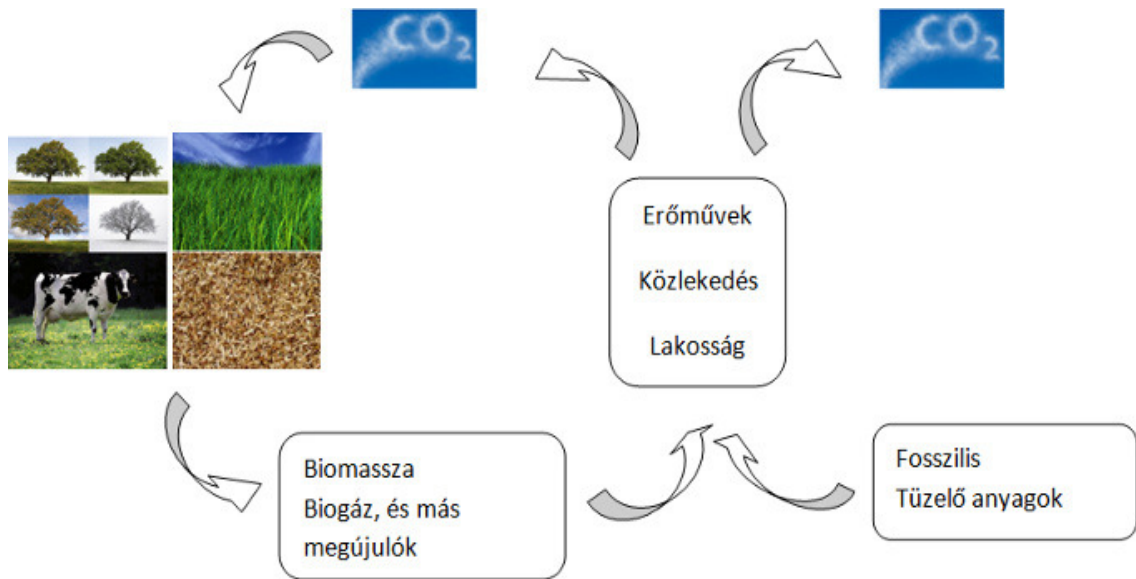 CO2
CO2
Erőművek
Közlekedés
Lakosság
Biomassza
Biogáz, és más
megújulók
Fosszilis
Tüzelő anyagok